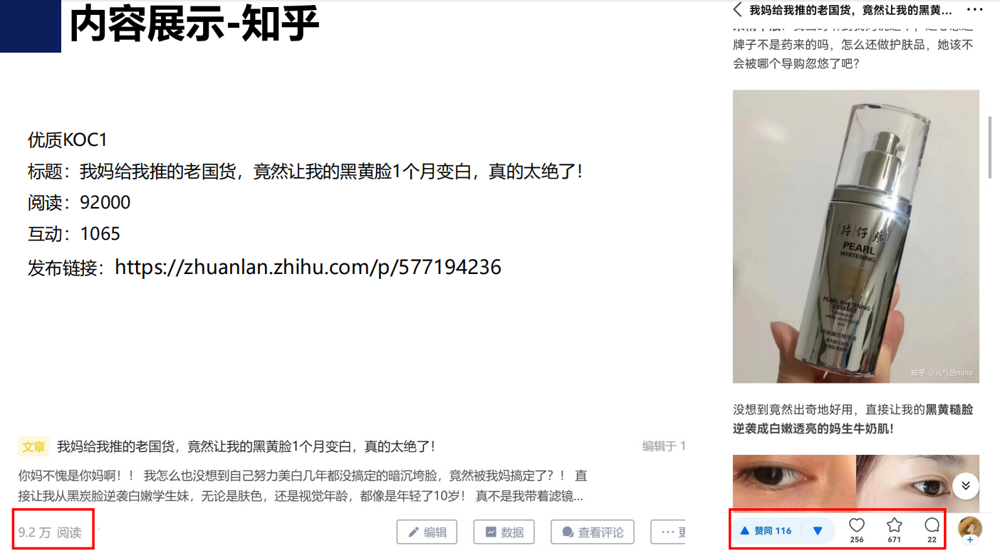 内容展示-知乎
优质KOC1
标题：我妈给我推的老国货，竟然让我的黑黄脸1个月变白，真的太绝了！
阅读：92000
互动：1065
发布链接：https://zhuanlan.zhihu.com/p/577194236
文章 我妈给我推的老国货，竟然让我的黑黄脸1个月变白，真的太绝了！
编辑于 1
你妈不愧是你妈啊！！ 我怎么也没想到自己努力美白几年都没搞定的暗沉垮脸，竟然被我妈搞定了？！ 直
接让我从黑炭脸逆袭白嫩学生妹，无论是肤色，还是视觉年龄，都像是年轻了10岁！ 真不是我带着滤镜...
9.2 万 阅读
编辑 数据 查看评论 ··· 更
我妈给我推的老国货，竟然让我的黑黄... ···
牌子不是药来的吗，怎么还做护肤品，她该不
会被哪个导购忽悠了吧？
片仔癀
PEARL
WHITENING
PEARL WHITENING
ESSENCE
知乎 @元气芭nana
没想到竟然出奇地好用，直接让我的黑黄糙脸
逆袭成白嫩透亮的妈生牛奶肌！
赞同 116
256 671 22